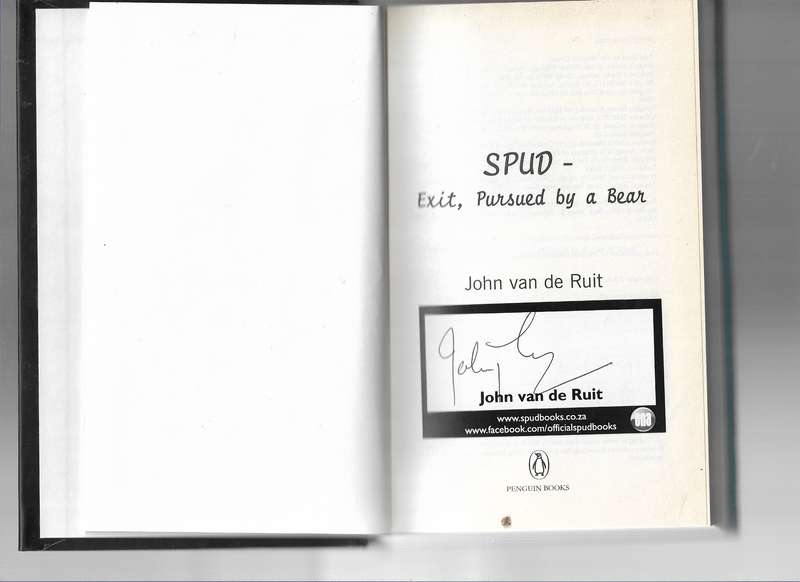 SPUD -
Exit, Pursued by a Bear
John van de Ruit
John van de Ruit
www.spudbooks.co.za
www.facebook.com/officialspudbooks
PENGUIN BOOKS